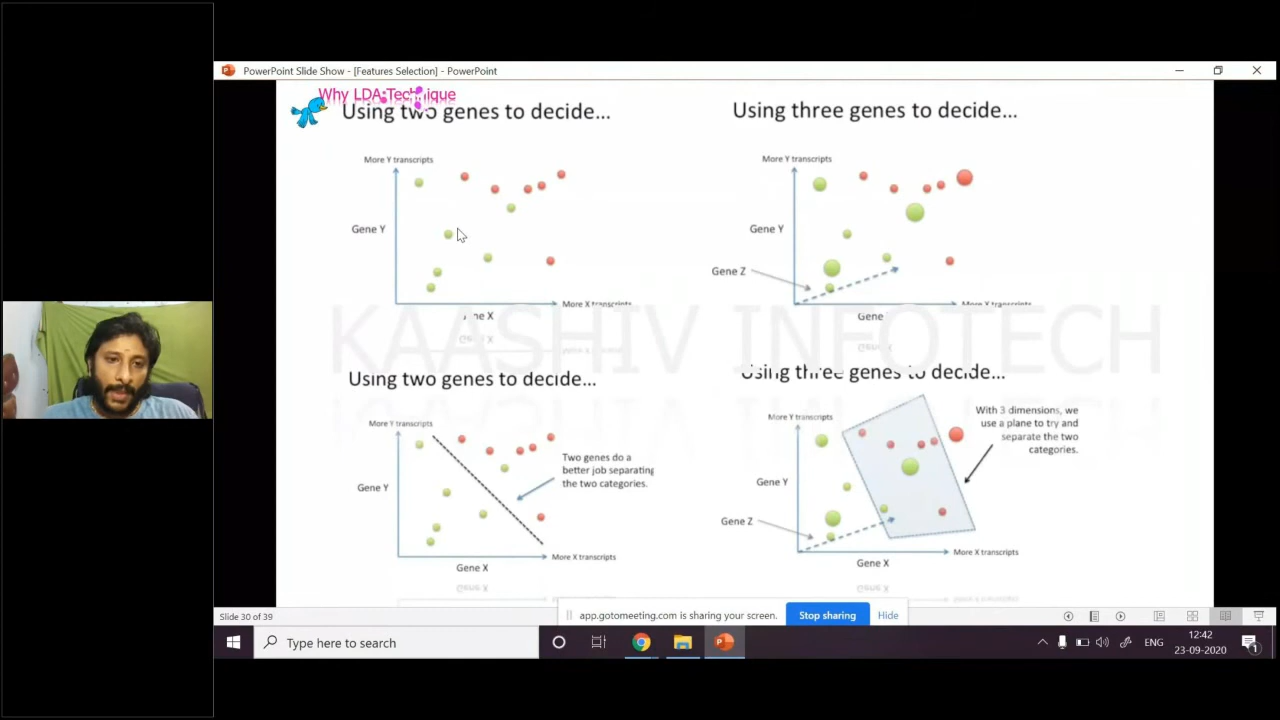 PowerPoint Slide Show - [Features Selection] - PowerPoint
Why LDA Technique
Using two genes to decide...
More Y transcripts
Gene Y
More X transcripts
Gene X
Using three genes to decide...
More Y transcripts
Gene Y
Gene Z
More X transcripts
Gene
KAASHIV INFOTECH
Using two genes to decide...
More Y transcripts
Two genes do a
better job separating
the two categories.
Gene Y
More X transcripts
Gene X
Using three genes to decide...
With 3 dimensions, we
use a plane to try and
separate the two
categories.
More Y transcripts
Gene Y
Gene Z
More X transcripts
Gene X
app.gotomeeting.com is sharing your screen.
Stop sharing
Hide
Slide 30 of 39
Type here to search
ENG
12:42
23-09-2020
1